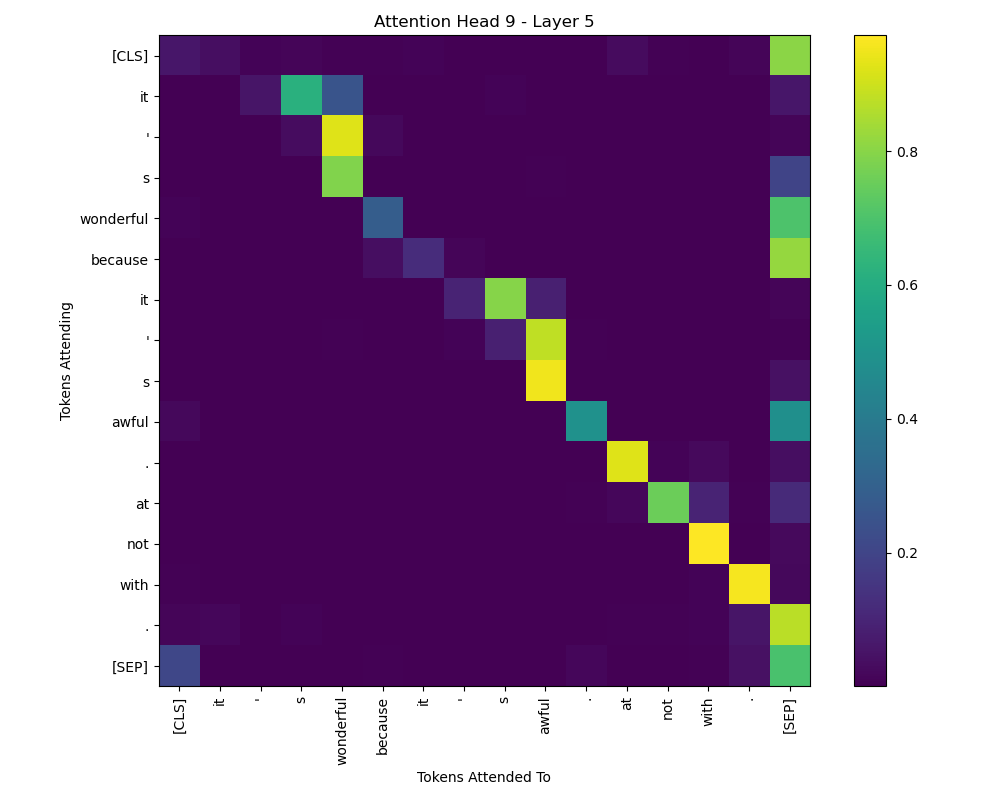 Attention Head 9 - Layer 5
[CLS]
it
'
s
wonderful
because
it
'
s
awful
.
at
not
with
.
[SEP]
Tokens Attending
[CLS]
it
'
s
wonderful
because
it
'
s
awful
.
at
not
with
.
[SEP]
Tokens Attended To
0.8
0.6
0.4
0.2